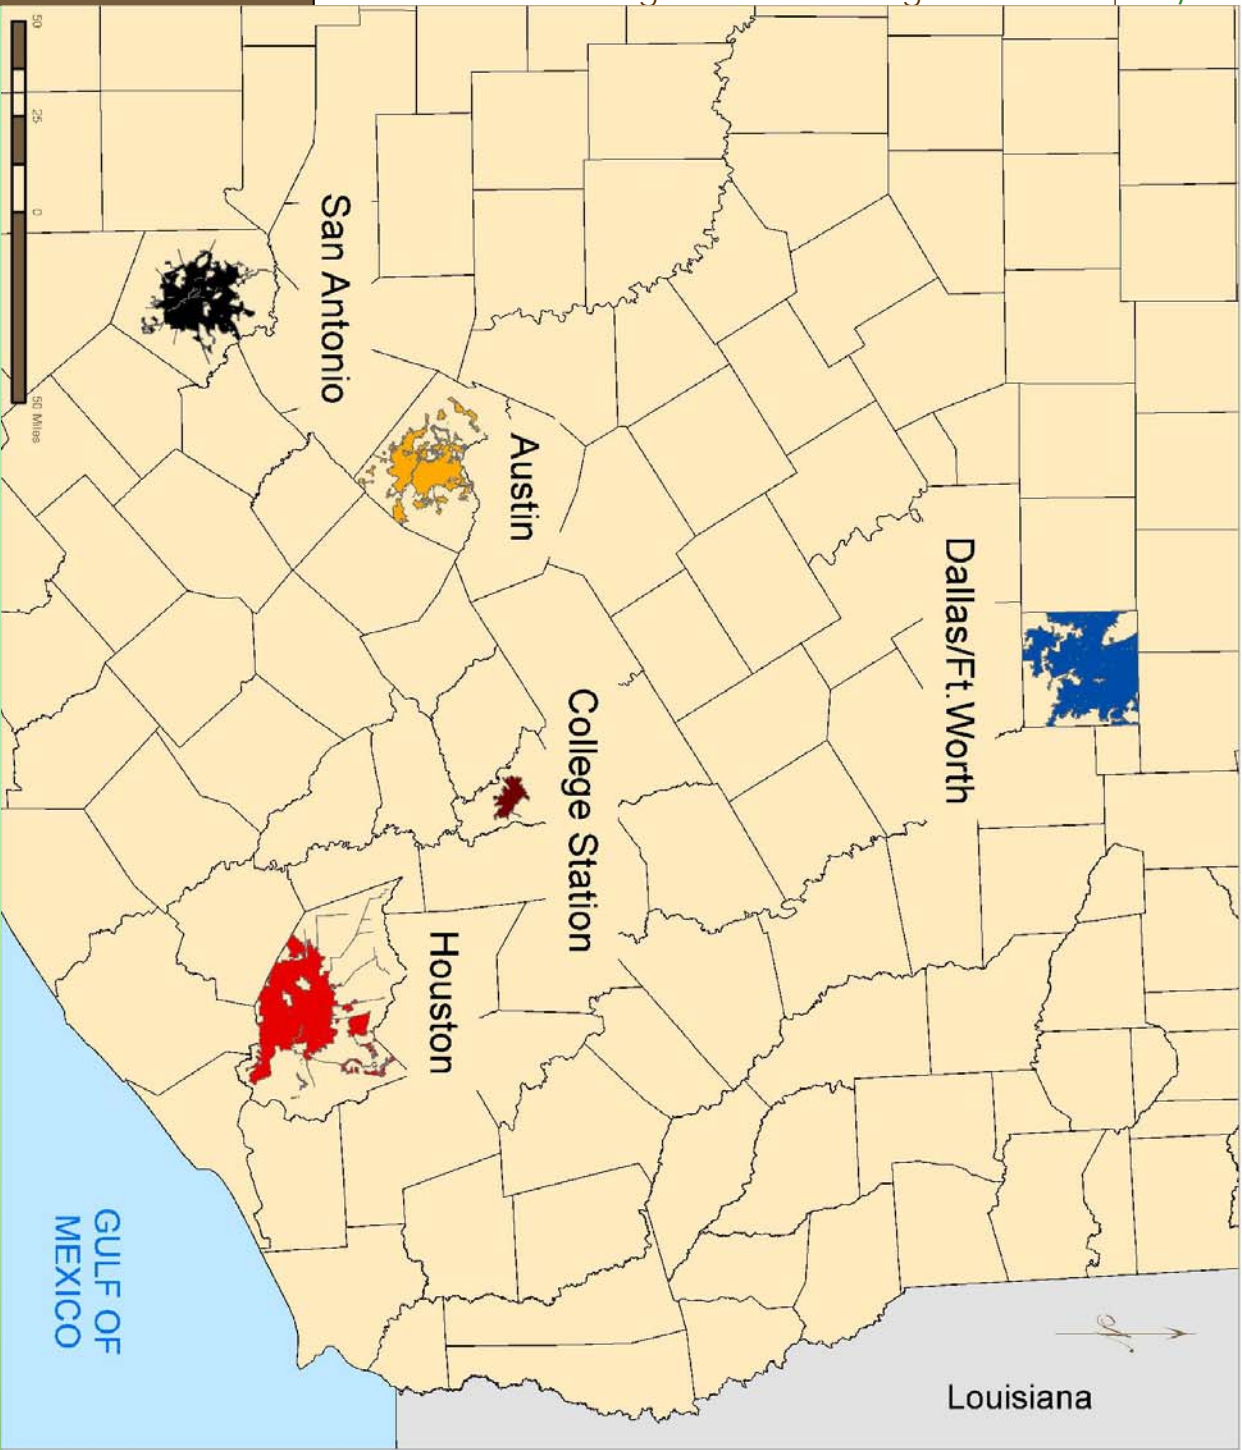 Dallas/Ft.Worth
College Station
Austin
Houston
San Antonio
Louisiana
GULF OF
MEXICO
50 25 0 50 Miles